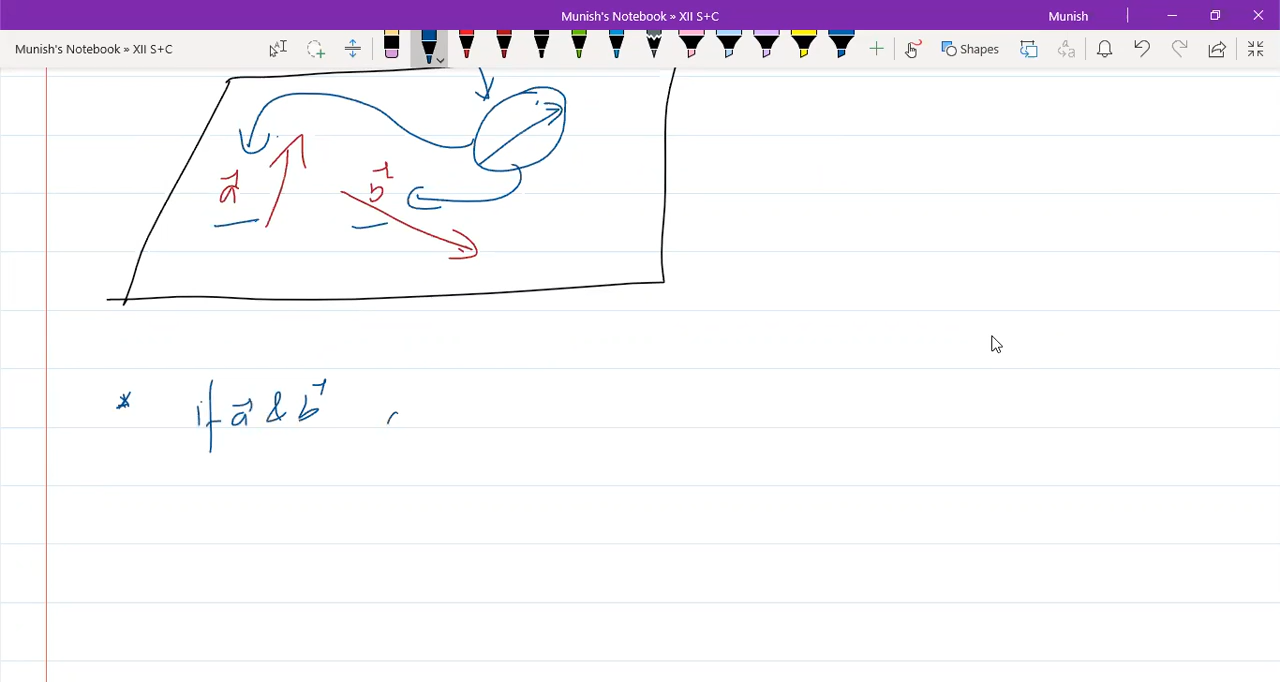 Munish's Notebook » XII S+C
Munish
Munish's Notebook » XII S+C
Shapes
a⃗
b⃗
* if a⃗ & b⃗